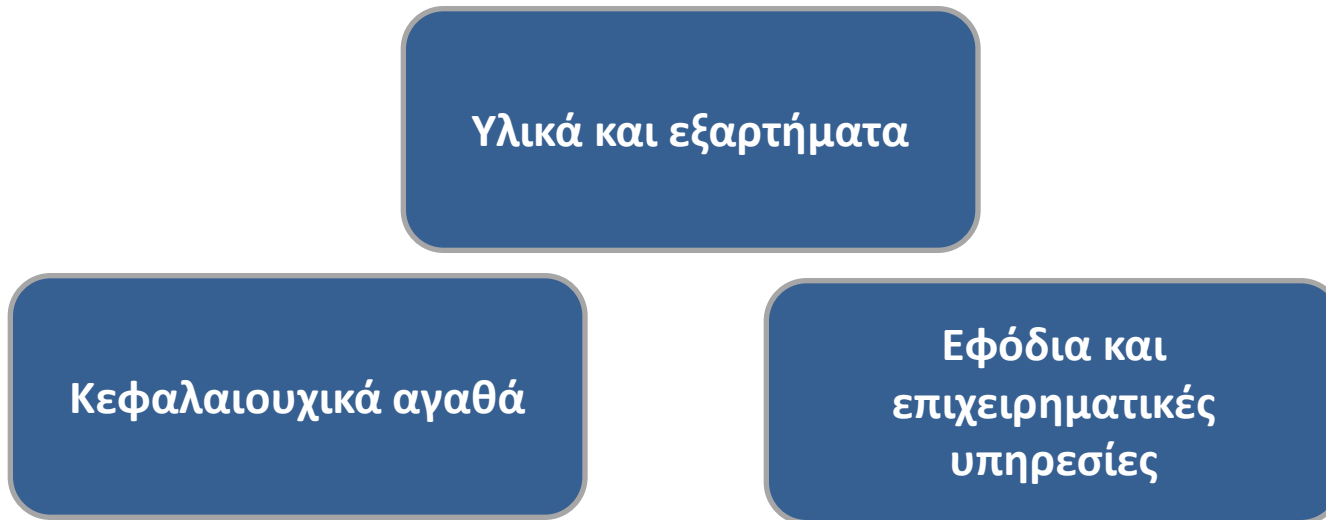 Υλικά και εξαρτήματα
Κεφαλαιουχικά αγαθά
Εφόδια και
επιχειρηματικές
υπηρεσίες